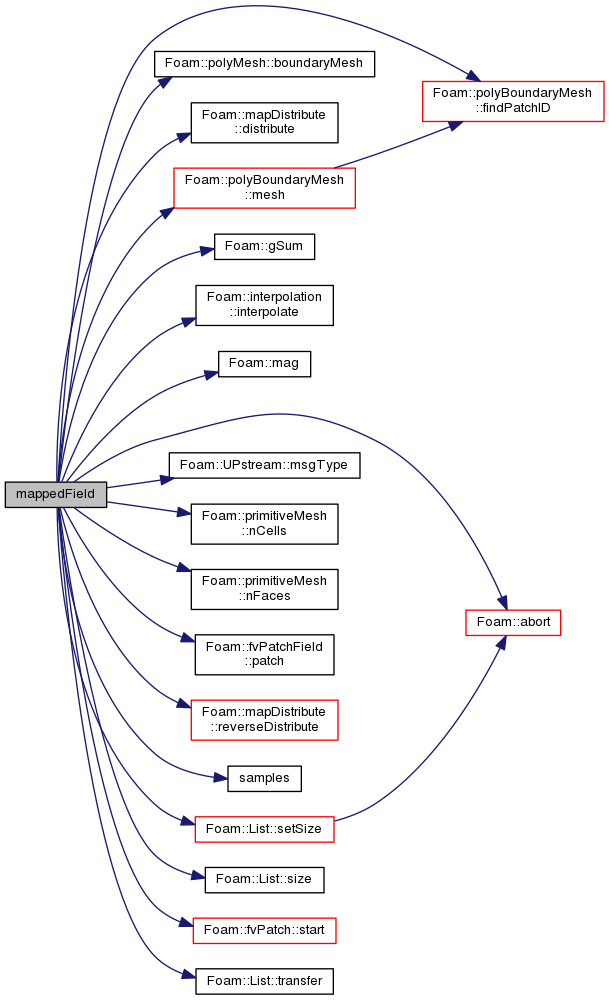 Foam::polyMesh::boundaryMesh
Foam::polyBoundaryMesh
::findPatchID
Foam::mapDistribute
::distribute
Foam::polyBoundaryMesh
::mesh
Foam::gSum
Foam::interpolation
::interpolate
Foam::mag
Foam::UPstream::msgType
mappedField
Foam::primitiveMesh
::nCells
Foam::primitiveMesh
::nFaces
Foam::abort
Foam::fvPatchField
::patch
Foam::mapDistribute
::reverseDistribute
samples
Foam::List::setSize
Foam::List::size
Foam::fvPatch::start
Foam::List::transfer